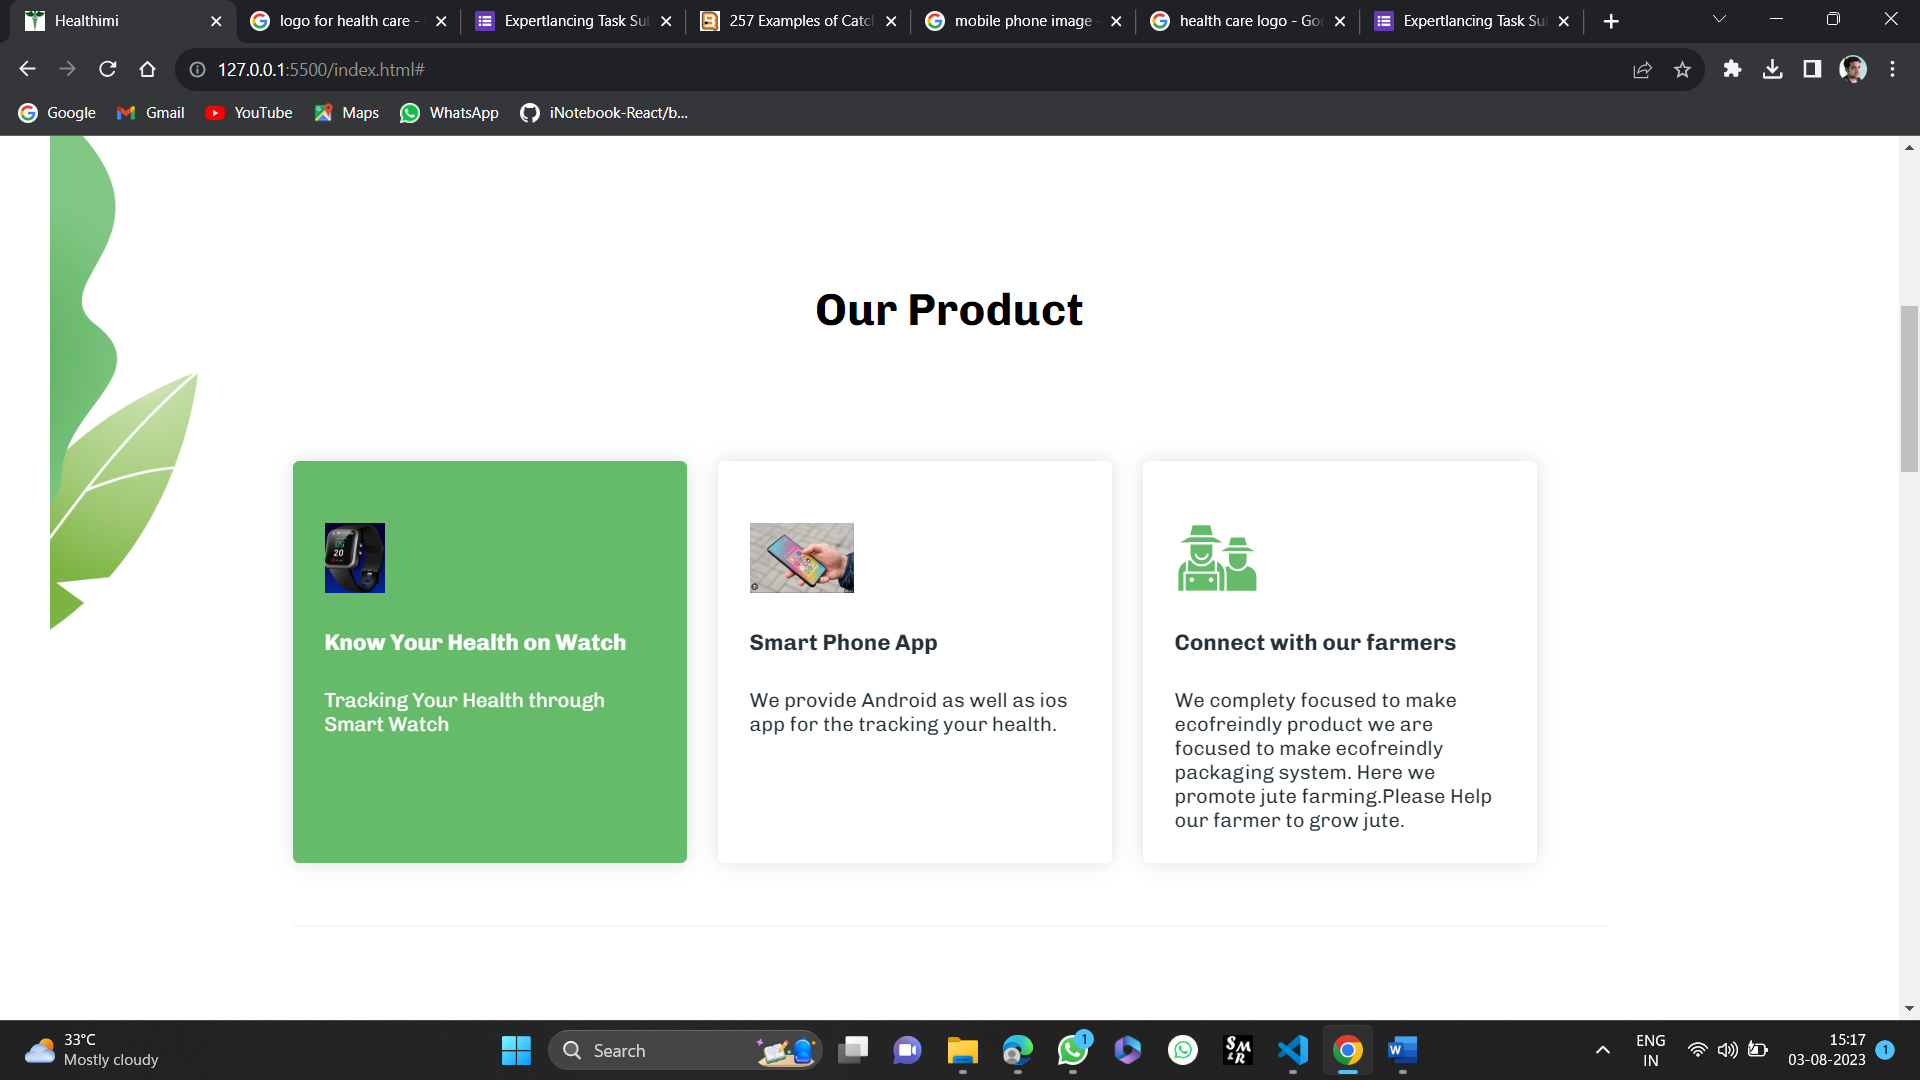 Healthimi
logo for health care -
Expertlancing Task Sul
257 Examples of Catc
mobile phone image
health care logo - Goo
Expertlancing Task Sul
127.0.0.1:5500/index.html#
Google
Gmail
YouTube
Maps
WhatsApp
iNotebook-React/b...
Our Product
Know Your Health on Watch
Tracking Your Health through
Smart Watch
Smart Phone App
We provide Android as well as ios
app for the tracking your health.
Connect with our farmers
We complety focused to make
ecofreindly product we are
focused to make ecofreindly
packaging system. Here we
promote jute farming.Please Help
our farmer to grow jute.
33°C
Mostly cloudy
Search
1
SM
&R
ENG
IN
15:17
03-08-2023
1